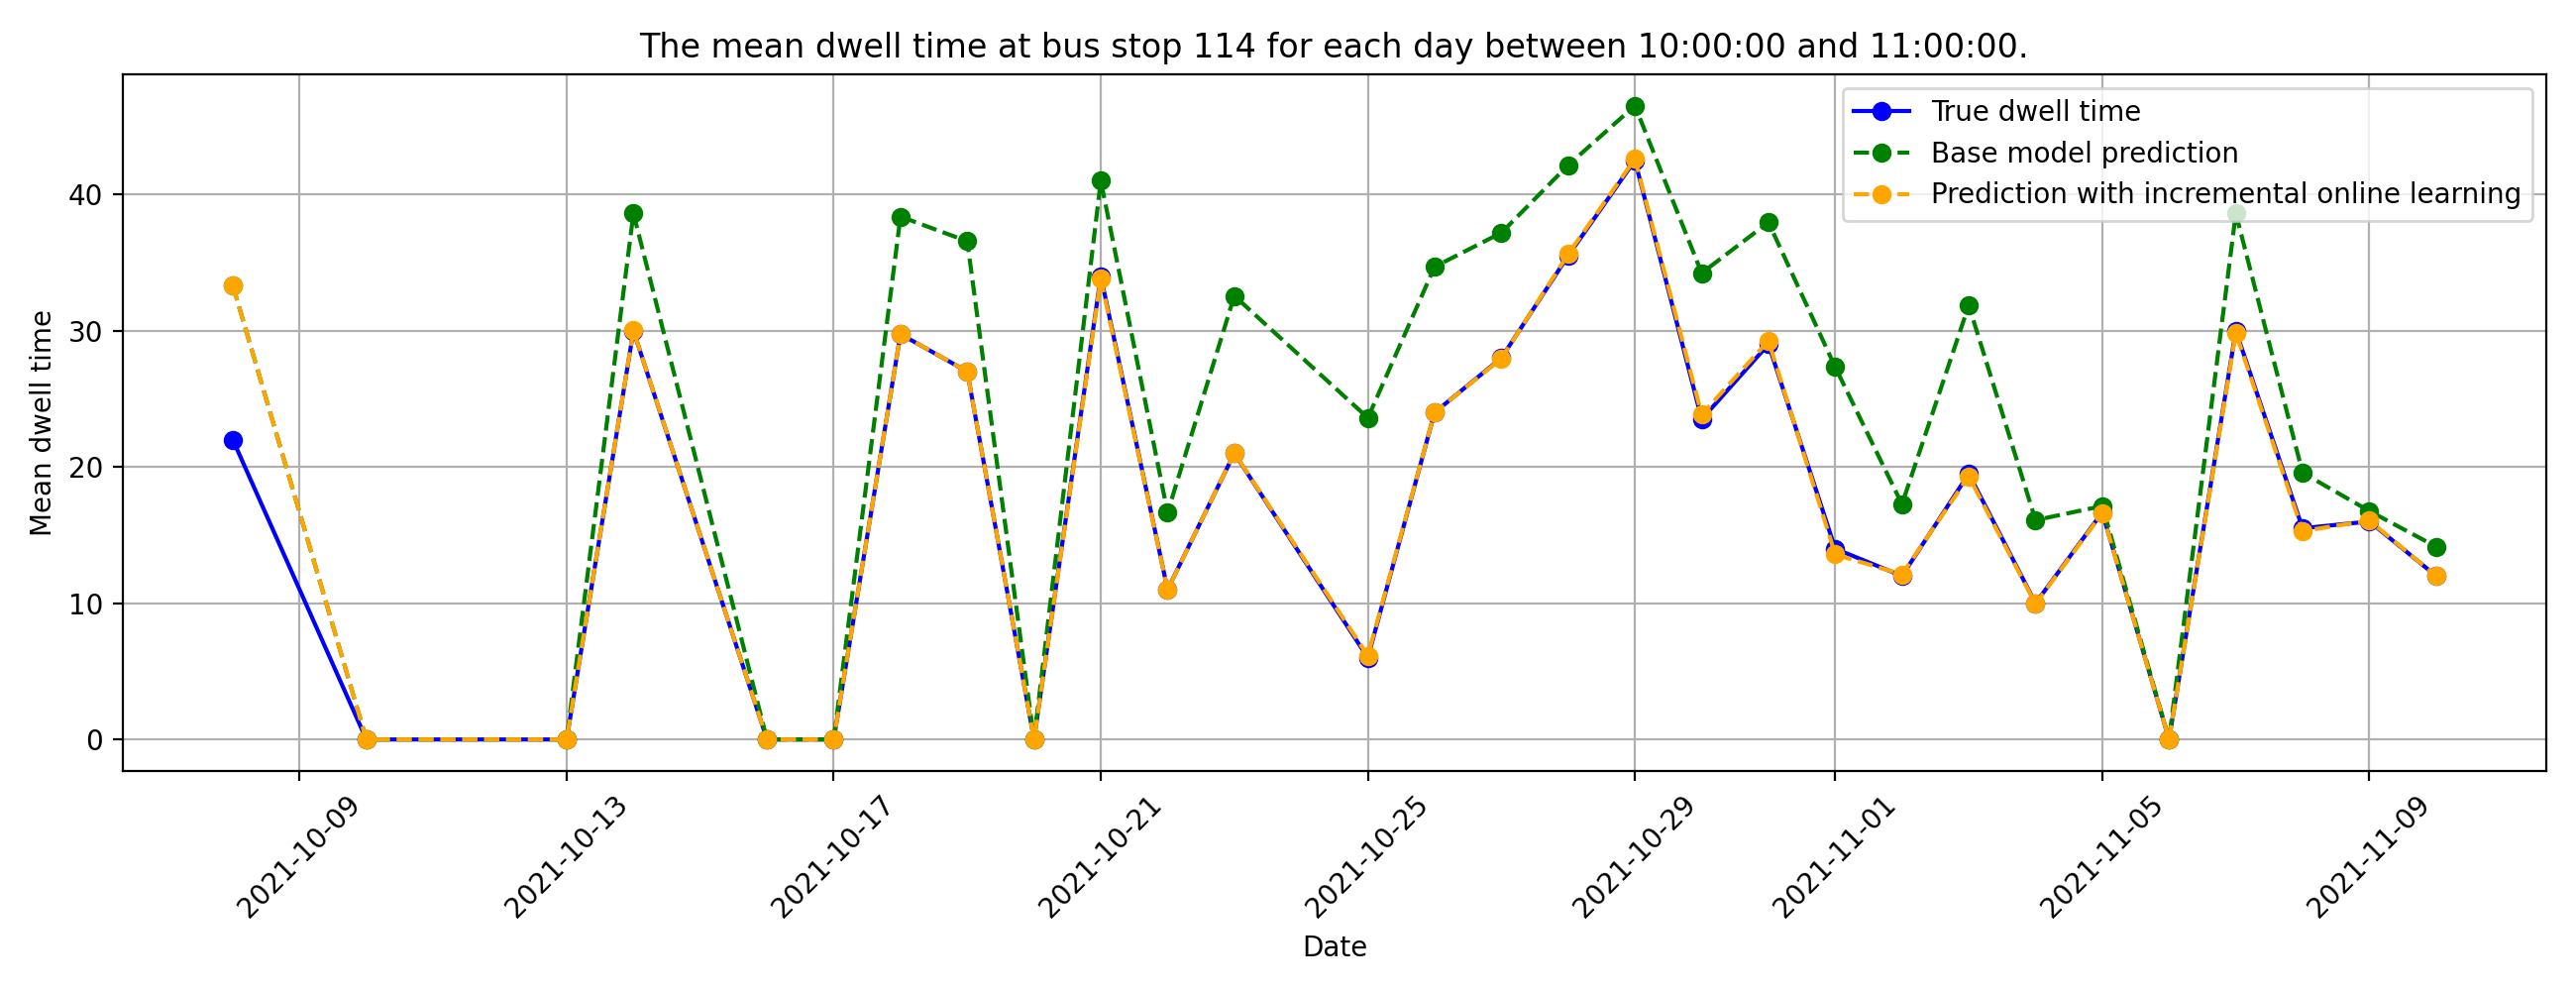 The mean dwell time at bus stop 114 for each day between 10:00:00 and 11:00:00.
True dwell time
Base model prediction
Prediction with incremental online learning
Mean dwell time
40
30
20
10
0
2021-10-09
2021-10-13
2021-10-17
2021-10-21
2021-10-25
2021-10-29
2021-11-01
2021-11-05
2021-11-09
Date